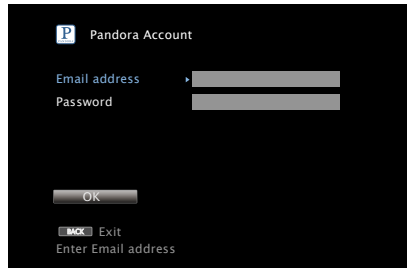 P Pandora Account
Email address
Password
OK
BACK Exit
Enter Email address